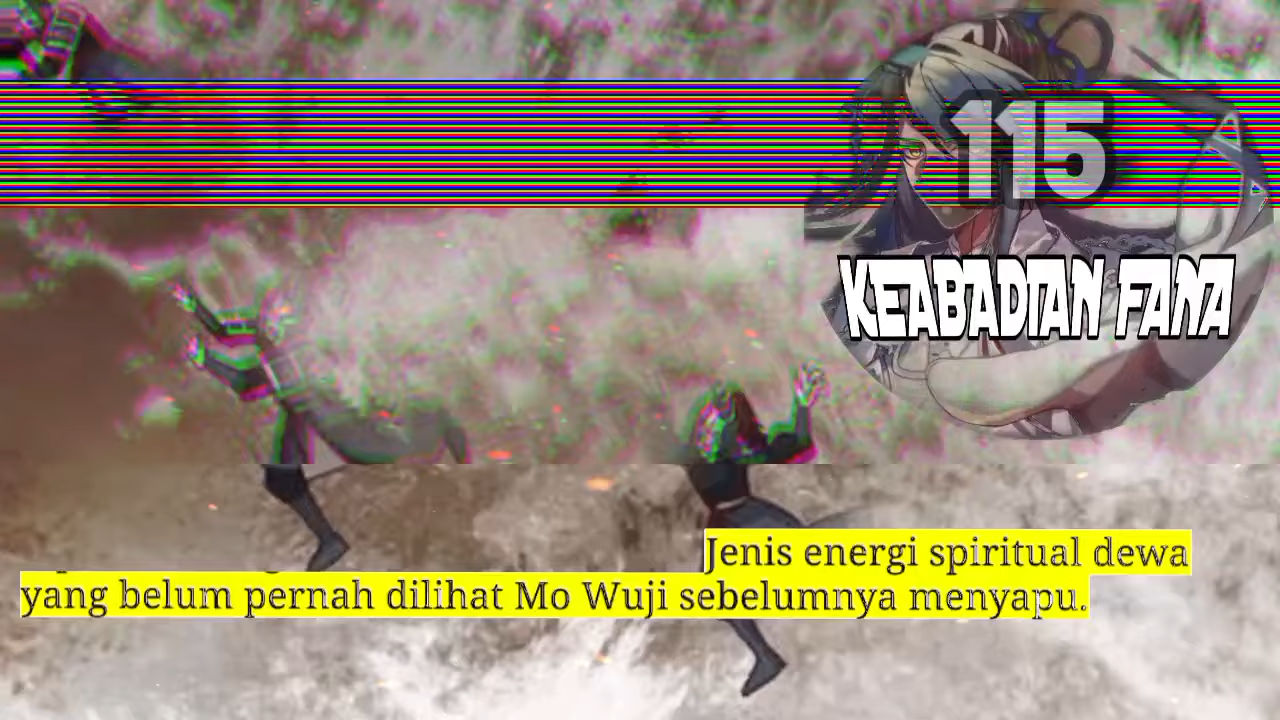 115
KEABADIAN FANA
Jenis energi spiritual dewa
yang belum pernah dilihat Mo Wuji sebelumnya menyapu.